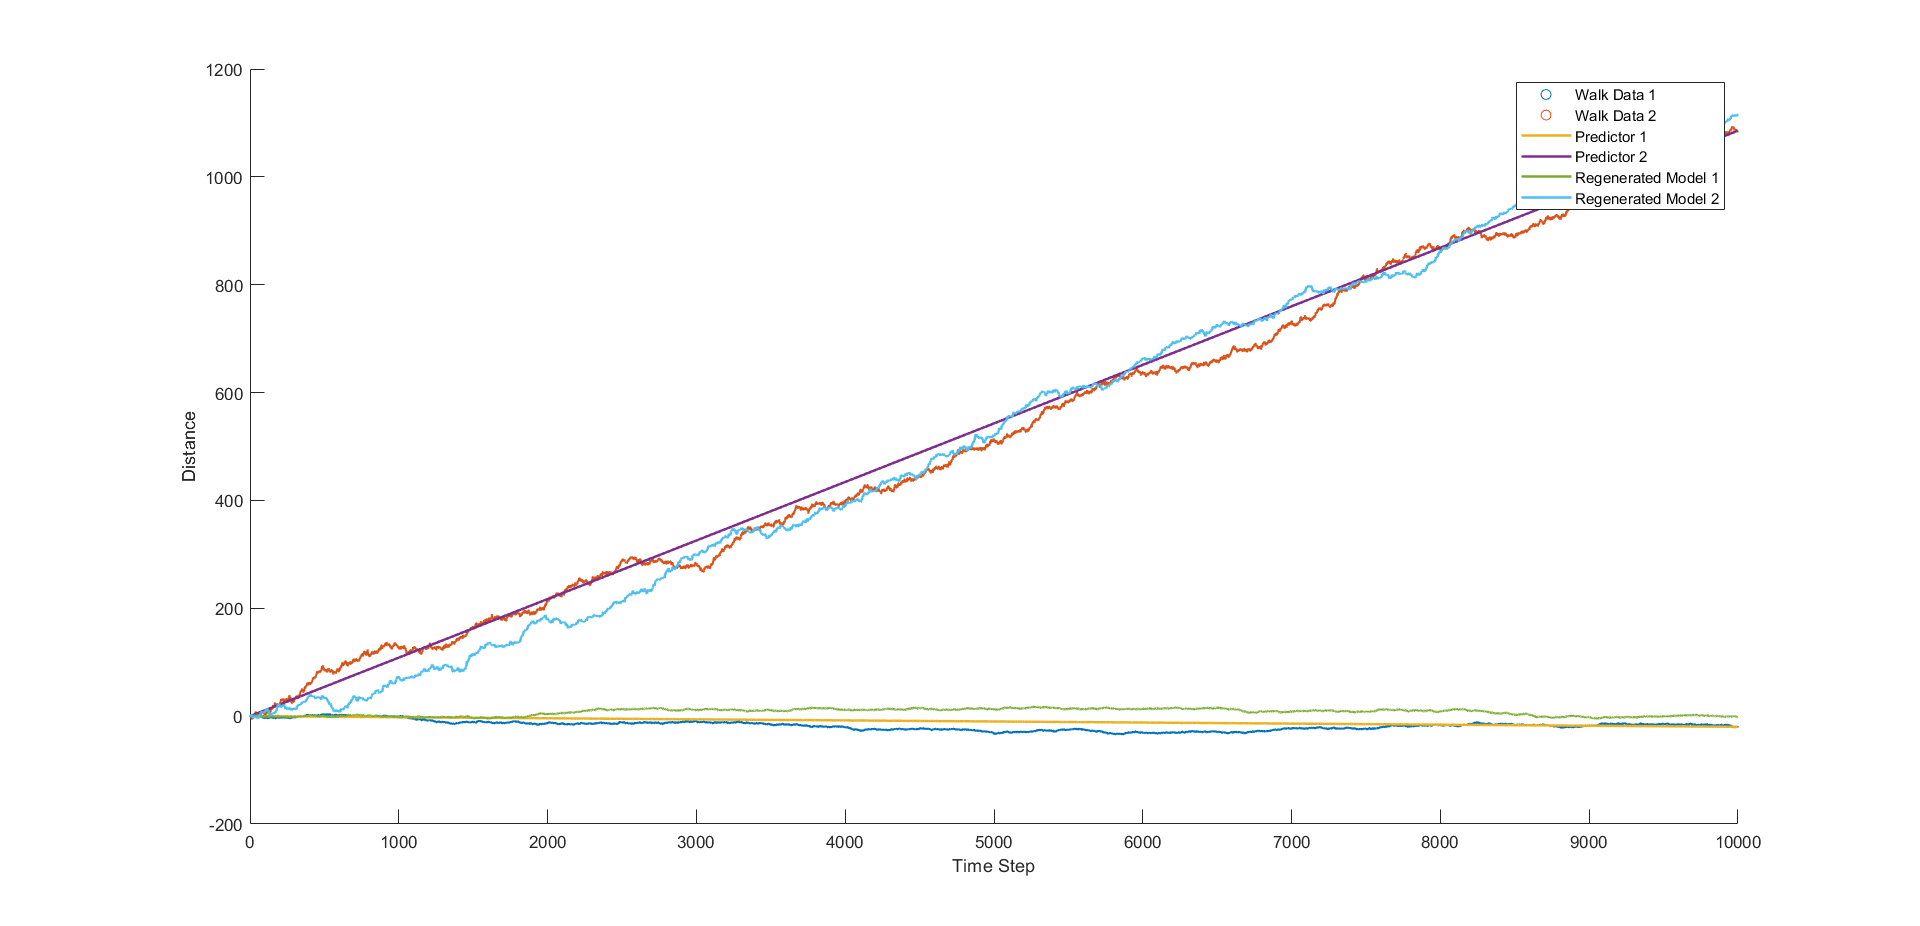 1200
1000
800
600
400
200
0
-200
Distance
0 1000 2000 3000 4000 5000 6000 7000 8000 9000 10000
Time Step
Walk Data 1
Walk Data 2
Predictor 1
Predictor 2
Regenerated Model 1
Regenerated Model 2